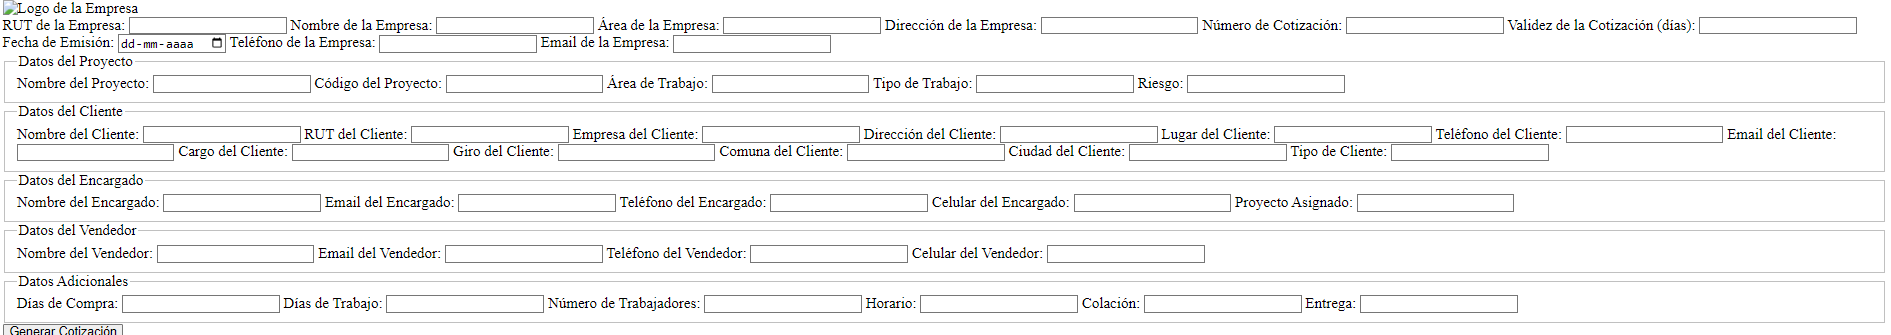 Logo de la Empresa
RUT de la Empresa: Nombre de la Empresa: Área de la Empresa: Dirección de la Empresa: Número de Cotización: Validez de la Cotización (días):
Fecha de Emisión: dd-mm-aaaa Teléfono de la Empresa: Email de la Empresa:
Datos del Proyecto
Nombre del Proyecto: Código del Proyecto: Área de Trabajo: Tipo de Trabajo: Riesgo:
Datos del Cliente
Nombre del Cliente: RUT del Cliente: Empresa del Cliente: Dirección del Cliente: Lugar del Cliente: Teléfono del Cliente: Email del Cliente:
Cargo del Cliente: Giro del Cliente: Comuna del Cliente: Ciudad del Cliente: Tipo de Cliente:
Datos del Encargado
Nombre del Encargado: Email del Encargado: Teléfono del Encargado: Celular del Encargado: Proyecto Asignado:
Datos del Vendedor
Nombre del Vendedor: Email del Vendedor: Teléfono del Vendedor: Celular del Vendedor:
Datos Adicionales
Días de Compra: Días de Trabajo: Número de Trabajadores: Horario: Colación: Entrega:
Generar Cotización